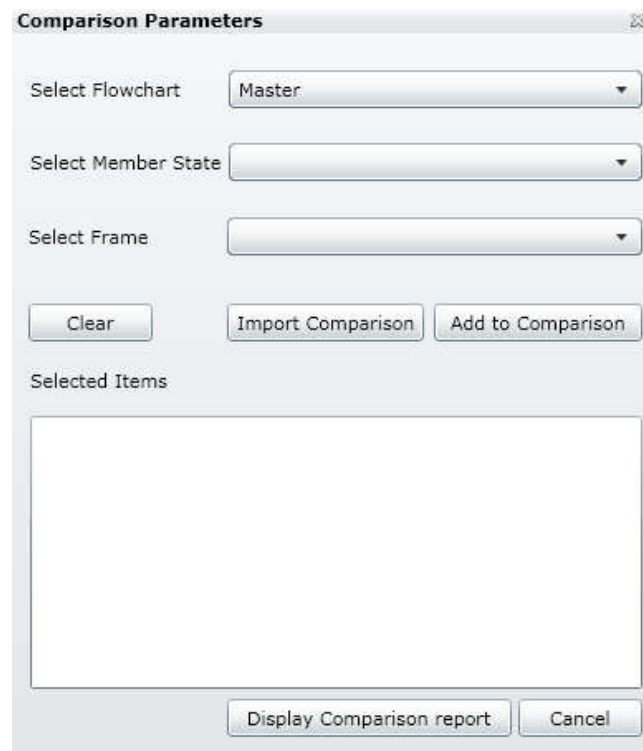 Comparison Parameters
Select Flowchart Master
Select Member State
Select Frame
Clear Import Comparison Add to Comparison
Selected Items
Display Comparison report Cancel